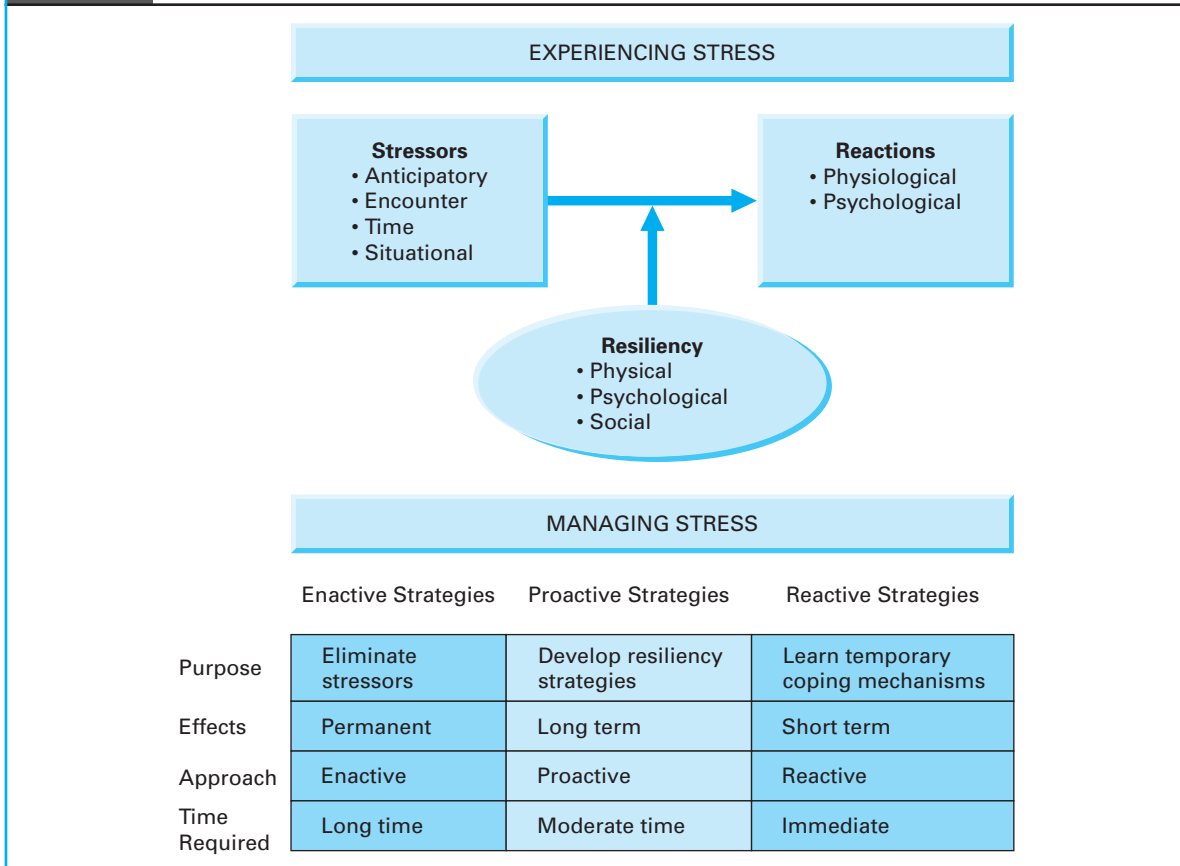 EXPERIENCING STRESS
Stressors
• Anticipatory
• Encounter
• Time
• Situational
Reactions
• Physiological
• Psychological
Resiliency
• Physical
• Psychological
• Social
MANAGING STRESS
Enactive Strategies Proactive Strategies Reactive Strategies
Purpose
Eliminate
stressors
Develop resiliency
strategies
Learn temporary
coping mechanisms
Effects Permanent Long term Short term
Approach Enactive Proactive Reactive
Time
Required
Long time Moderate time Immediate